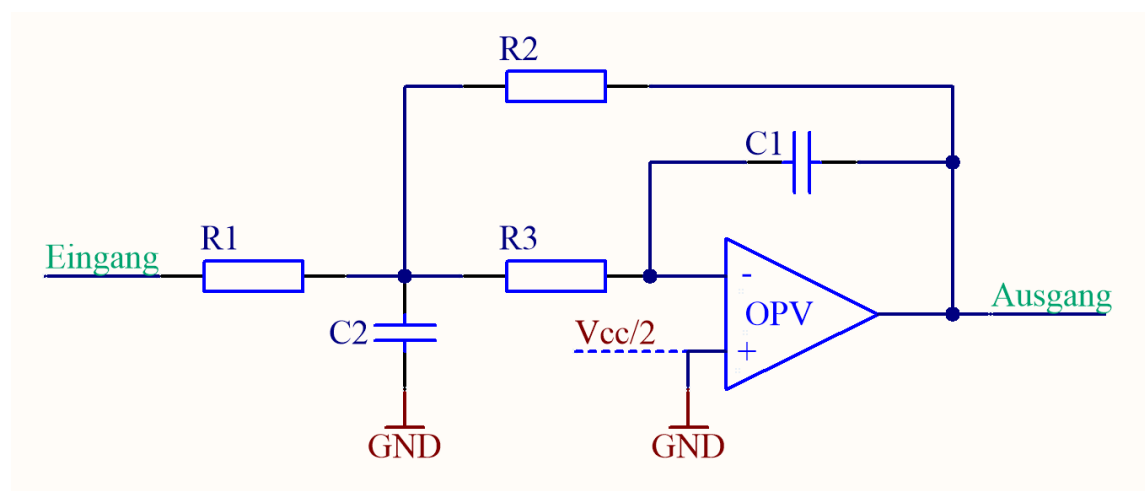 R2
C1
R1
R3
Eingang
-
OPV
Ausgang
C2
Vcc/2
+
GND
GND